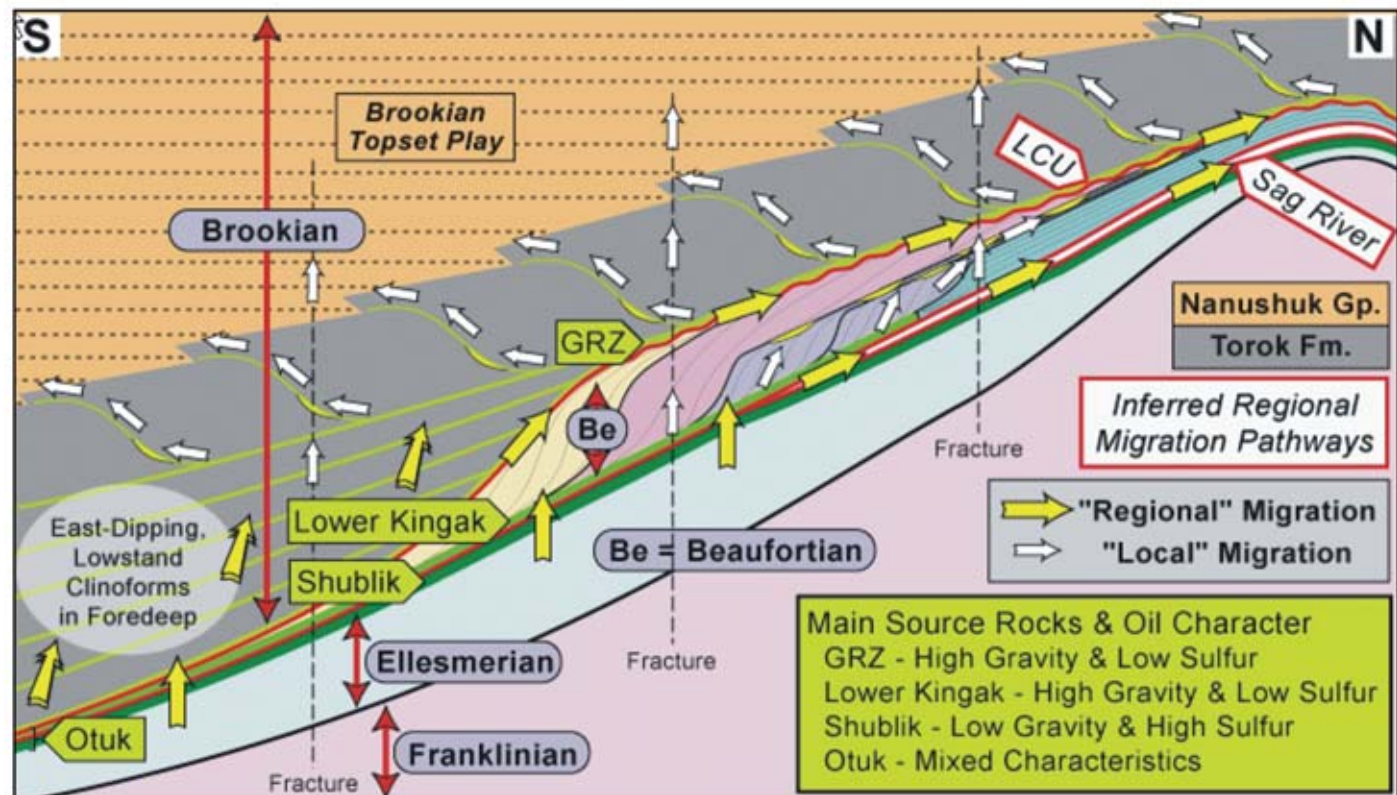 S
N
Brookian
Topset Play
LCU
Sag River
Brookian
Nanushuk Gp.
Torok Fm.
GRZ
Inferred Regional
Migration Pathways
Be
Fracture
"Regional" Migration
"Local" Migration
Lower Kingak
East-Dipping,
Lowstand
Clinoforms
in Foredeep
Be = Beaufortian
Shublik
Main Source Rocks & Oil Character
GRZ - High Gravity & Low Sulfur
Lower Kingak - High Gravity & Low Sulfur
Shublik - Low Gravity & High Sulfur
Otuk - Mixed Characteristics
Ellesmerian
Fracture
Otuk
Franklinian
Fracture